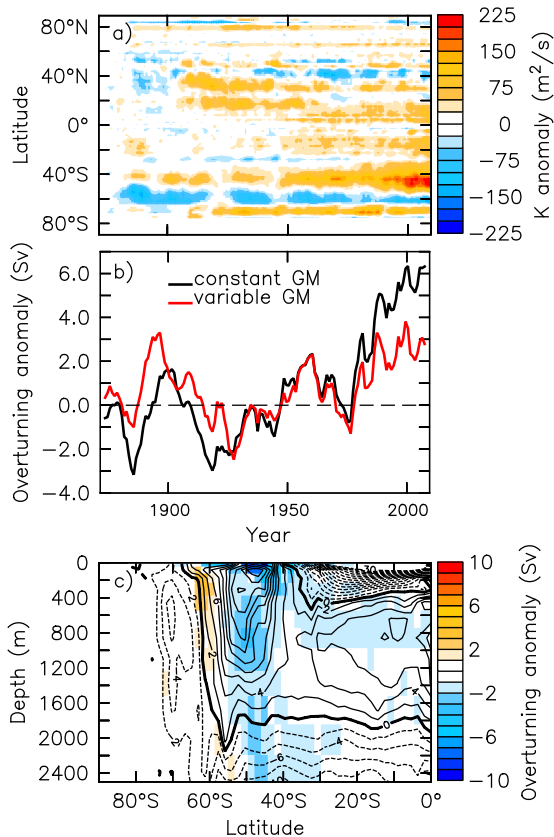 a)
80°N
40°N
0°
40°S
80°S
Latitude
225
150
75
0
−75
−150
−225
K anomaly (m²/s)
b)
constant GM
variable GM
6.0
4.0
2.0
0.0
−2.0
−4.0
Overturning anomaly (Sv)
1900
1950
2000
Year
c)
0
400
800
1200
1600
2000
2400
Depth (m)
80°S
60°S
40°S
20°S
0°
Latitude
10
6
2
−2
−6
−10
Overturning anomaly (Sv)